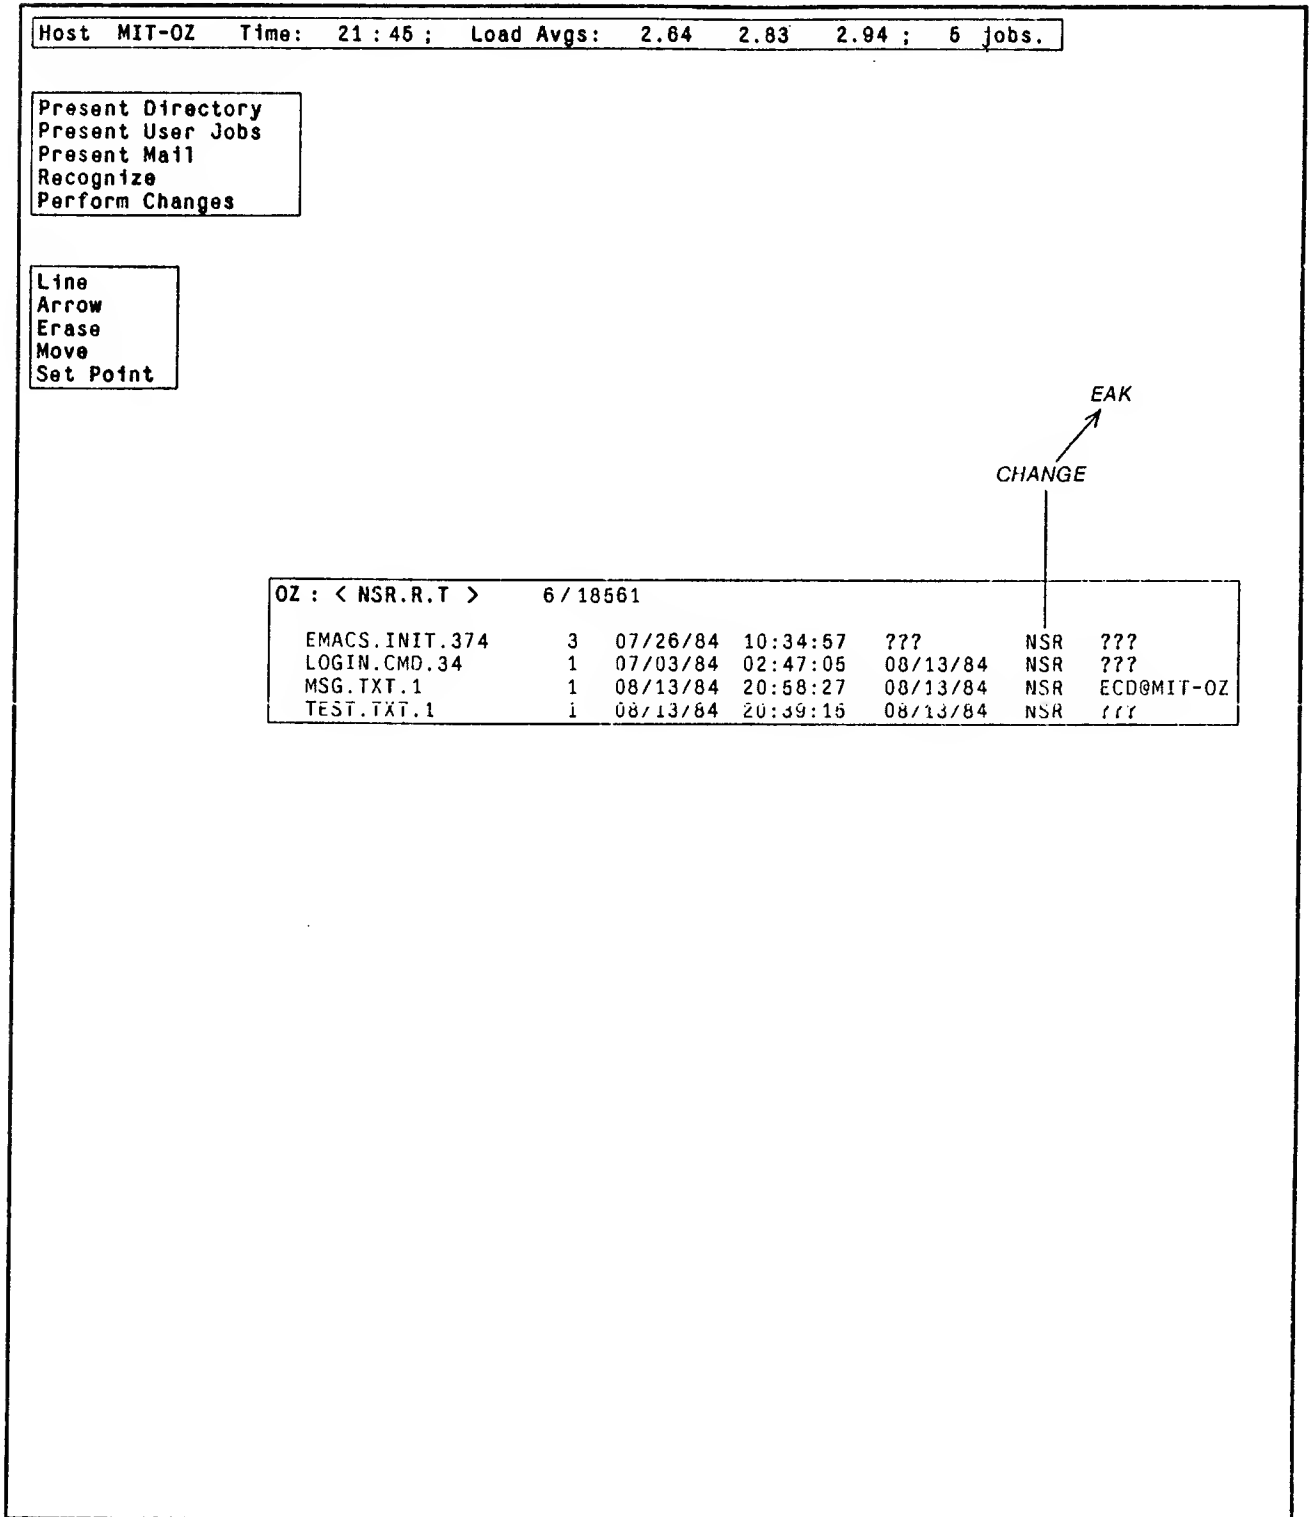 Host MIT-OZ Time: 21:45; Load Avgs: 2.64 2.83 2.94; 5 jobs.
Present Directory
Present User Jobs
Present Mail
Recognize
Perform Changes
Line
Arrow
Erase
Move
Set Point
EAK
CHANGE
OZ: < NSR.R.T > 6/18561
EMACS.INIT.374 3 07/26/84 10:34:57 ??? NSR ???
LOGIN.CMD.34 1 07/03/84 02:47:05 08/13/84 NSR ???
MSG.TXT.1 1 08/13/84 20:58:27 08/13/84 NSR ECD@MIT-OZ
TEST.TXT.1 1 08/13/84 20:39:15 08/13/84 NSR ???